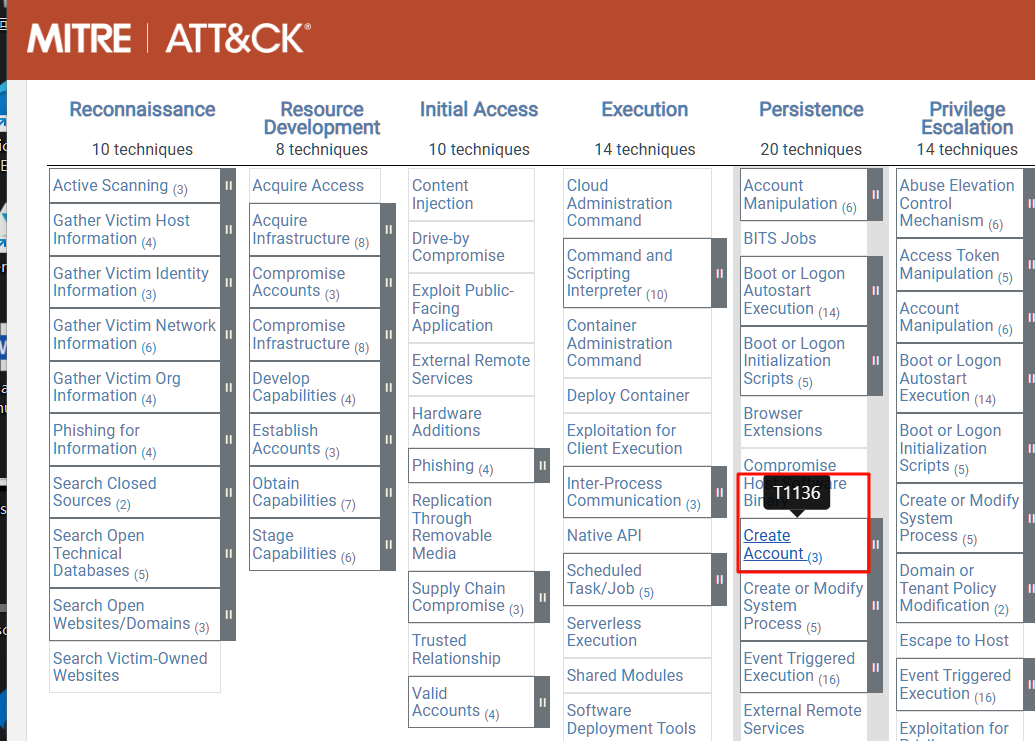 MITRE | ATT&CK®
Reconnaissance
10 techniques
Active Scanning (3)
Gather Victim Host
Information (4)
Gather Victim Identity
Information (3)
Gather Victim Network
Information (6)
Gather Victim Org
Information (4)
Phishing for
Information (4)
Search Closed
Sources (2)
Search Open
Technical
Databases (5)
Search Open
Websites/Domains (3)
Search Victim-Owned
Websites
Resource
Development
8 techniques
Acquire Access
Acquire
Infrastructure (8)
Compromise
Accounts (3)
Compromise
Infrastructure (8)
Develop
Capabilities (4)
Establish
Accounts (3)
Obtain
Capabilities (7)
Stage
Capabilities (6)
Initial Access
10 techniques
Content
Injection
Drive-by
Compromise
Exploit Public-
Facing
Application
External Remote
Services
Hardware
Additions
Phishing (4)
Replication
Through
Removable
Media
Supply Chain
Compromise (3)
Trusted
Relationship
Valid
Accounts (4)
Execution
14 techniques
Cloud
Administration
Command
Command and
Scripting
Interpreter (10)
Container
Administration
Command
Deploy Container
Exploitation for
Client Execution
Inter-Process
Communication (3)
Native API
Scheduled
Task/Job (5)
Serverless
Execution
Shared Modules
Software
Deployment Tools
Persistence
20 techniques
Account
Manipulation (6)
BITS Jobs
Boot or Logon
Autostart
Execution (14)
Boot or Logon
Initialization
Scripts (5)
Browser
Extensions
Compromise
Host Software
T1136
Create
Account (3)
Create or Modify
System
Process (5)
Event Triggered
Execution (16)
External Remote
Services
Privilege
Escalation
14 techniques
Abuse Elevation
Control
Mechanism (6)
Access Token
Manipulation (5)
Account
Manipulation (6)
Boot or Logon
Autostart
Execution (14)
Boot or Logon
Initialization
Scripts (5)
Create or Modify
System
Process (5)
Domain or
Tenant Policy
Modification (2)
Escape to Host
Event Triggered
Execution (16)
Exploitation for